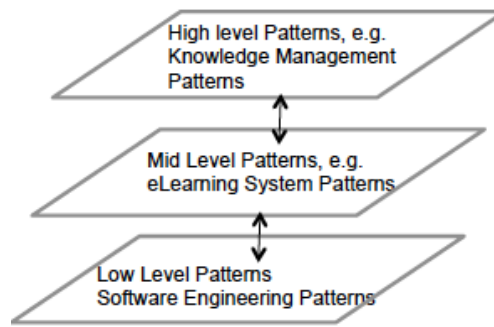 High level Patterns, e.g.
Knowledge Management
Patterns
Mid Level Patterns, e.g.
eLearning System Patterns
Low Level Patterns
Software Engineering Patterns